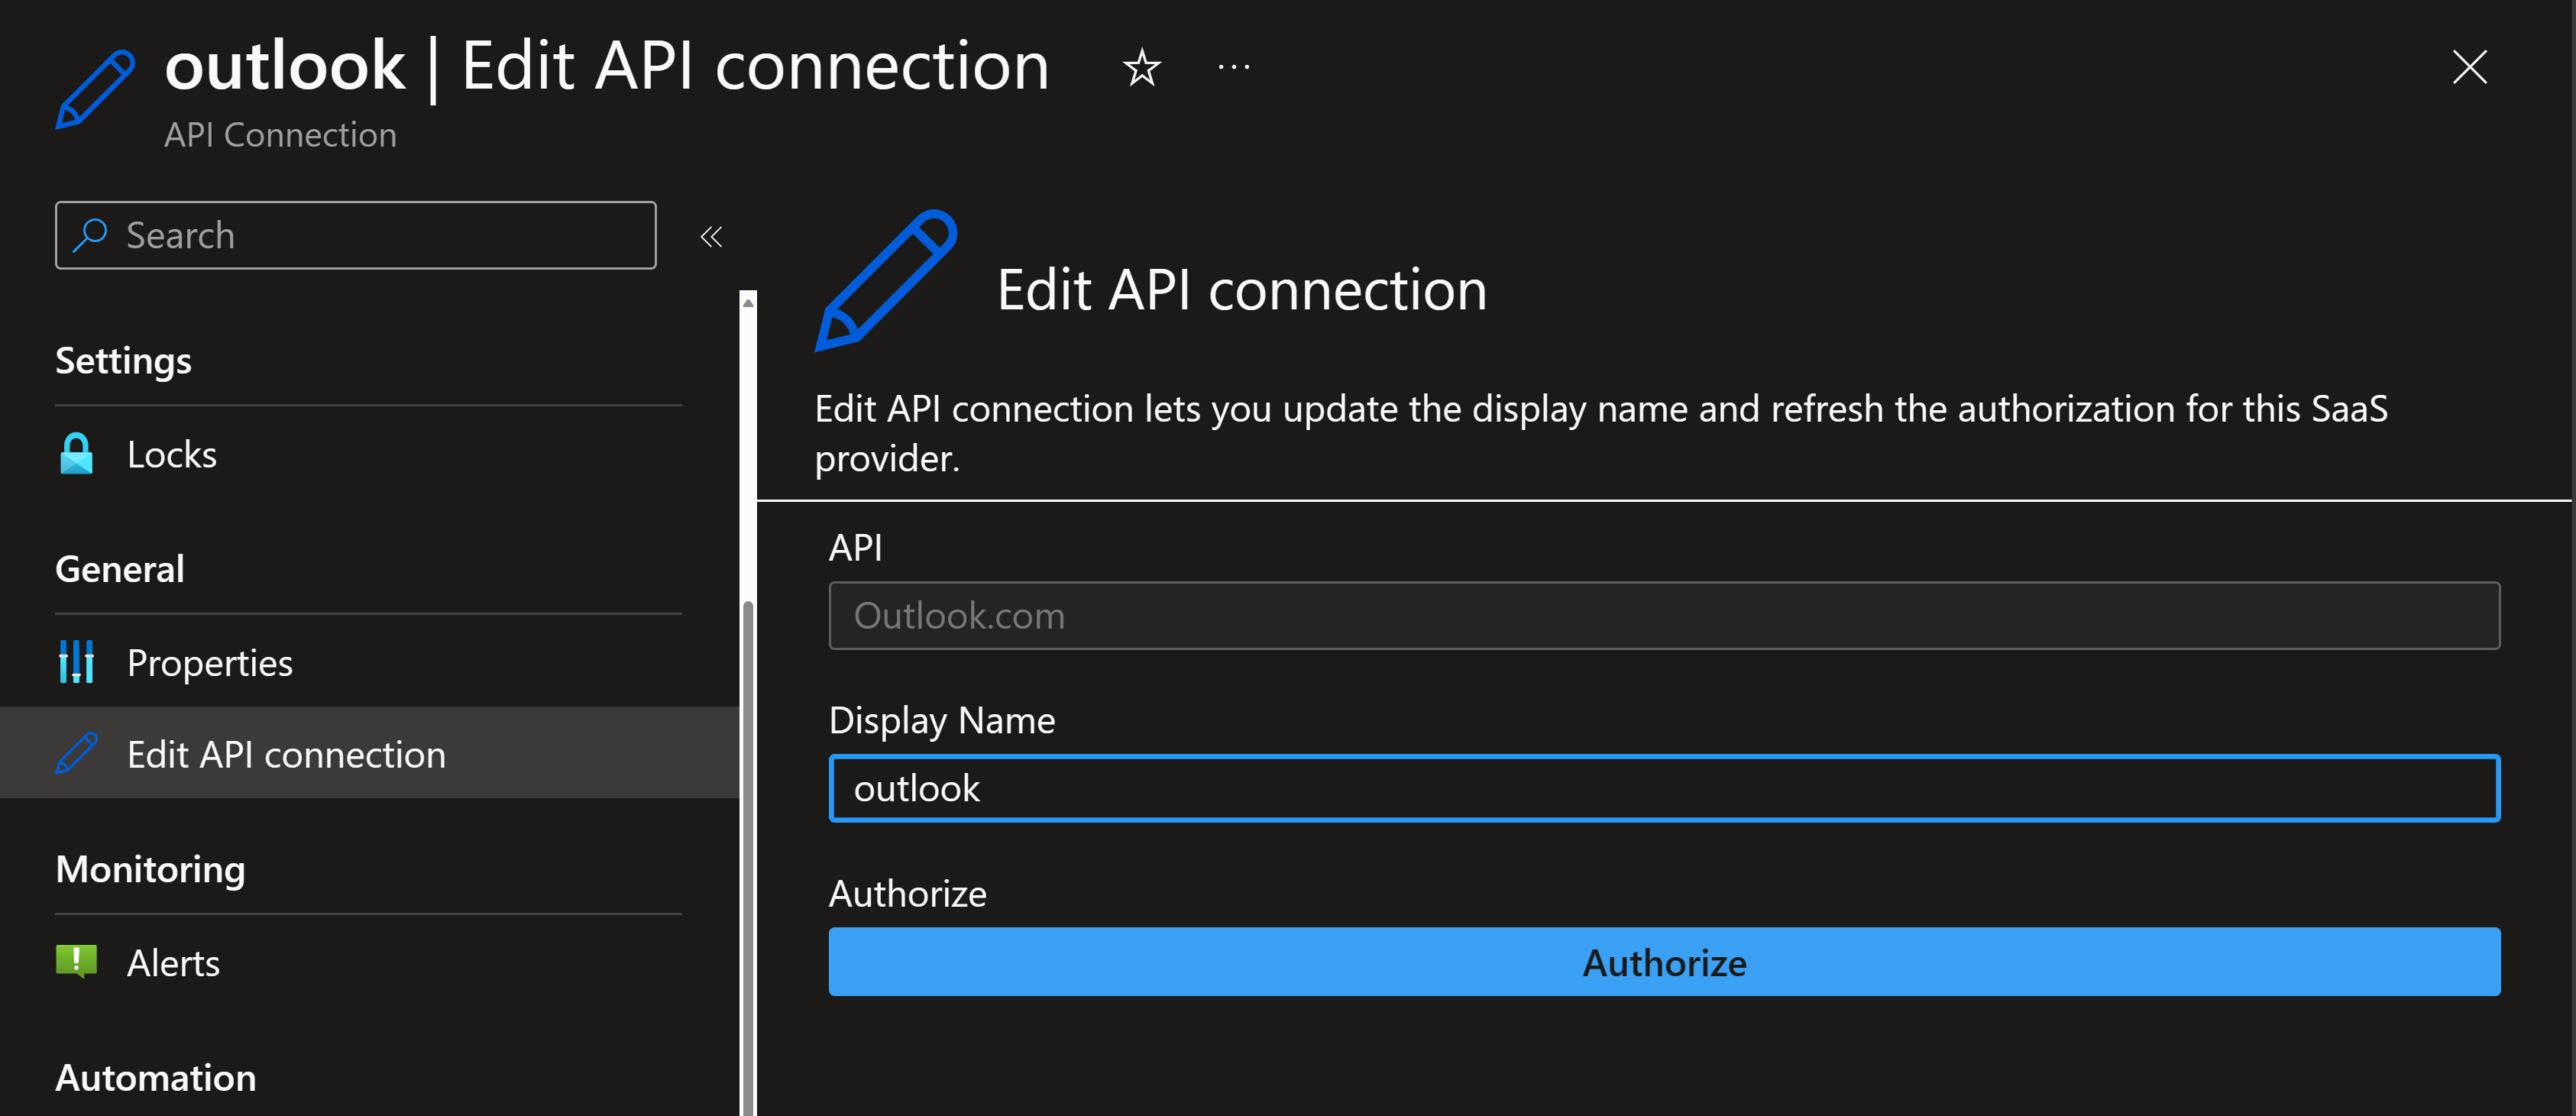 outlook | Edit API connection
API Connection
Search
Settings
Locks
General
Properties
Edit API connection
Monitoring
Alerts
Automation
Edit API connection
Edit API connection lets you update the display name and refresh the authorization for this SaaS
provider.
API
Outlook.com
Display Name
outlook
Authorize
Authorize